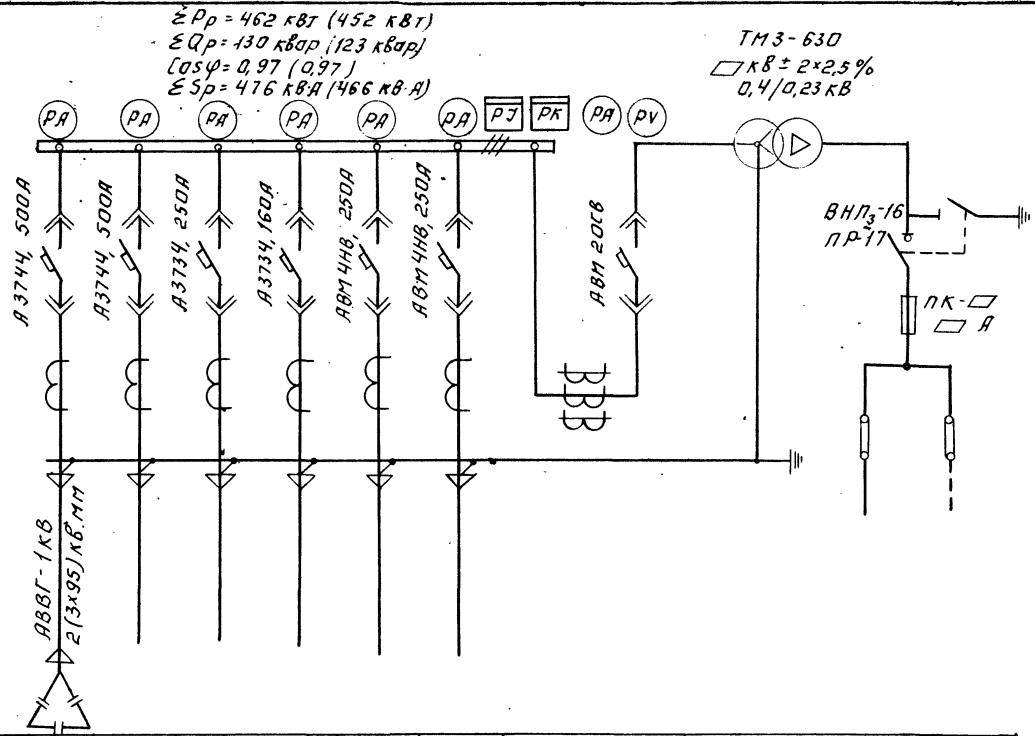 ΣPp = 462 кВт (452 кВт)
ΣQp = 130 квар (123 квар)
Cosφ = 0,97 (0,97)
ΣSp = 476 кВ·А (466 кВ·А)
ТМЗ-630
▱ кВ ± 2×2,5%
0,4/0,23 кВ
PA
PA
PA
PA
PA
PA
PJ
PK
PA
PV
А3744, 500А
А3744, 500А
А3734, 250А
А3734, 160А
АВМ 4НВ, 250А
АВМ 4НВ, 250А
АВМ 20СВ
ВНПз-16
ПР-17
ПК-▱
▱ А
АВВГ-1кВ
2(3×95) кв.мм